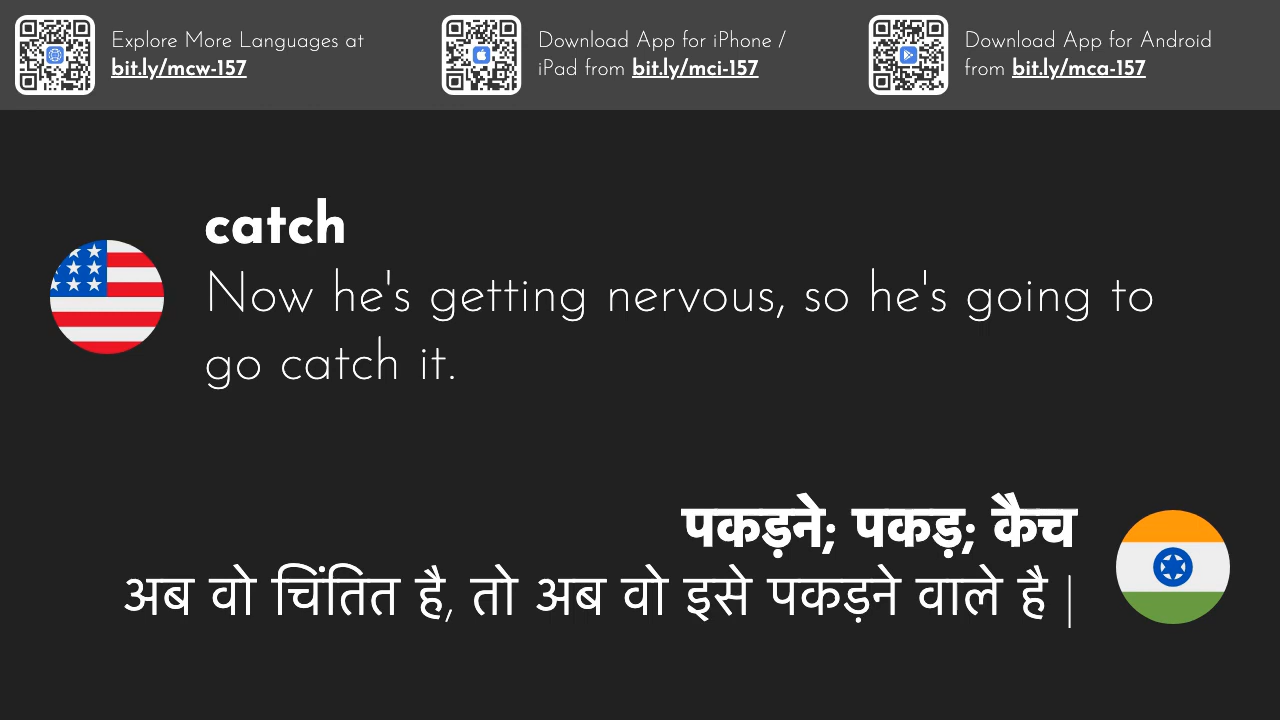 Explore More Languages at
bit.ly/mcw-157
Download App for iPhone /
iPad from bit.ly/mci-157
Download App for Android
from bit.ly/mca-157
catch
Now he's getting nervous, so he's going to
go catch it.
पकड़ने; पकड़; कैच
अब वो चिंतित है, तो अब वो इसे पकड़ने वाले है |